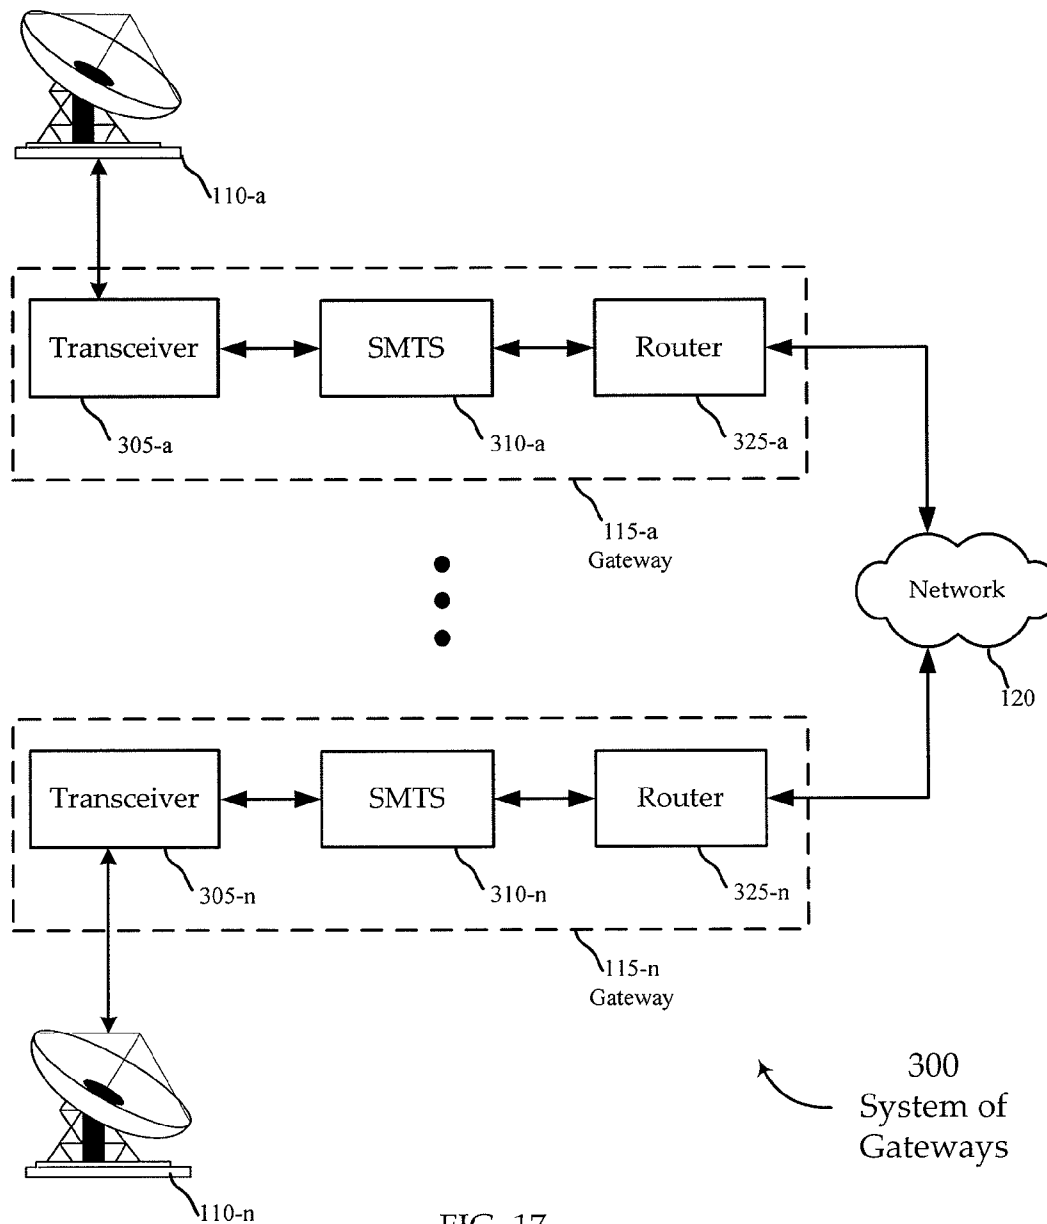 110-a
Transceiver
SMTS
Router
305-a
310-a
325-a
115-a
Gateway
Network
120
Transceiver
SMTS
Router
305-n
310-n
325-n
115-n
Gateway
300
System of
Gateways
110-n
FIG. 17